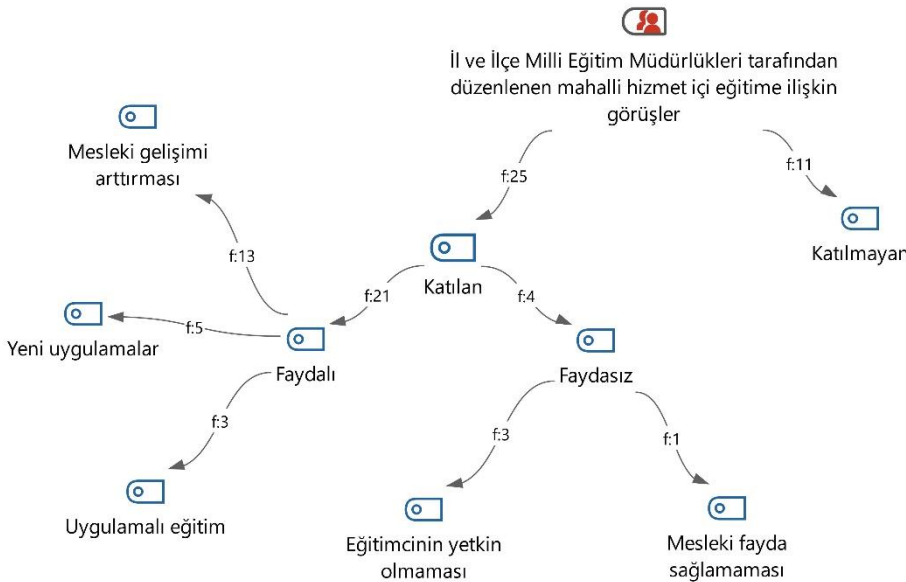 İl ve İlçe Milli Eğitim Müdürlükleri tarafından
düzenlenen mahalli hizmet içi eğitime ilişkin
görüşler
f:25
f:11
Katılan
Katılmayan
f:21
f:4
Faydalı
Faydasız
f:13
f:5
f:3
Mesleki gelişimi
arttırması
Yeni uygulamalar
Uygulamalı eğitim
f:3
f:1
Eğitimcinin yetkin
olmaması
Mesleki fayda
sağlamaması